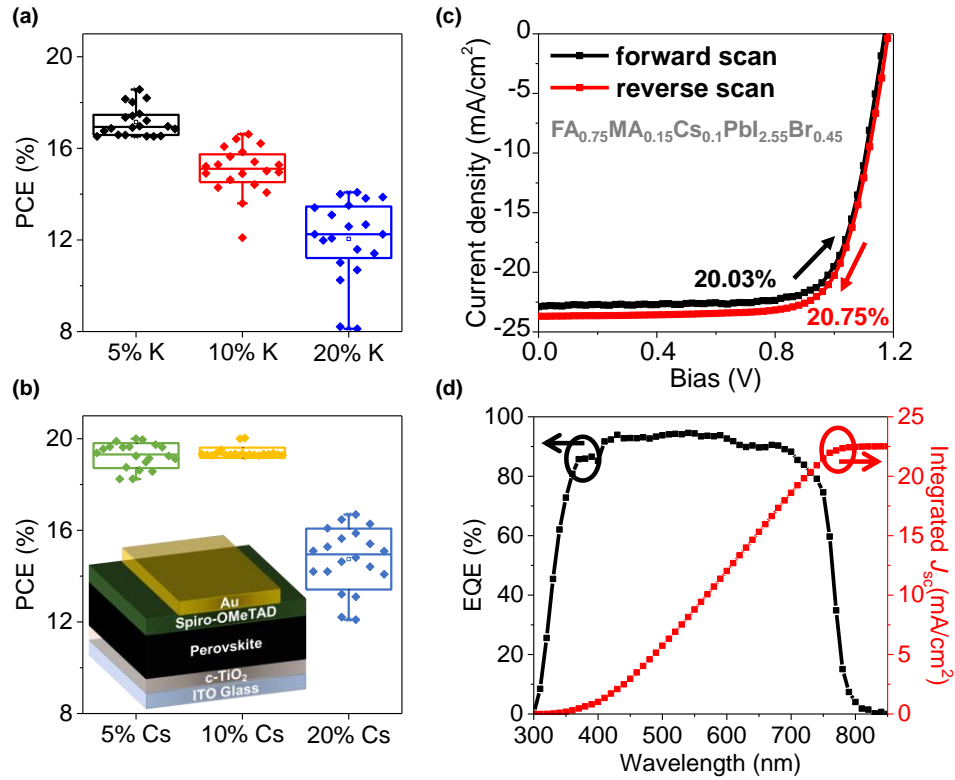 (a)
PCE (%)
20
16
12
8
5% K
10% K
20% K
(c)
Current density (mA/cm²)
0
-5
-10
-15
-20
-25
forward scan
reverse scan
FA₀.₇₅MA₀.₁₅Cs₀.₁PbI₂.₅₅Br₀.₄₅
20.03%
20.75%
0.0
0.4
0.8
1.2
Bias (V)
(b)
PCE (%)
20
16
12
8
Au
Spiro-OMeTAD
Perovskite
c-TiO₂
ITO Glass
5% Cs
10% Cs
20% Cs
(d)
EQE (%)
100
80
60
40
20
0
25
20
15
10
5
0
Integrated Jsc(mA/cm²)
300
400
500
600
700
800
Wavelength (nm)